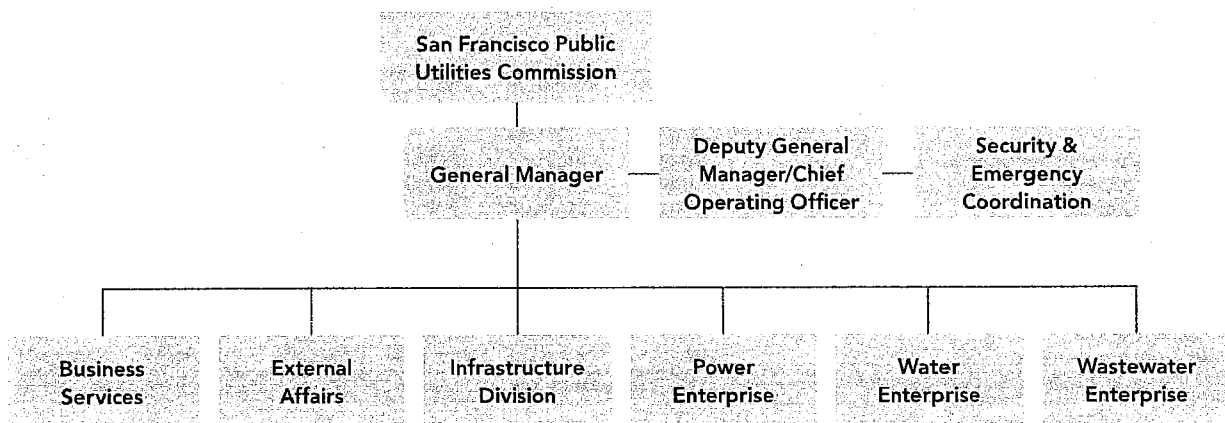 San Francisco Public
Utilities Commission
General Manager
Deputy General
Manager/Chief
Operating Officer
Security &
Emergency
Coordination
Business
Services
External
Affairs
Infrastructure
Division
Power
Enterprise
Water
Enterprise
Wastewater
Enterprise